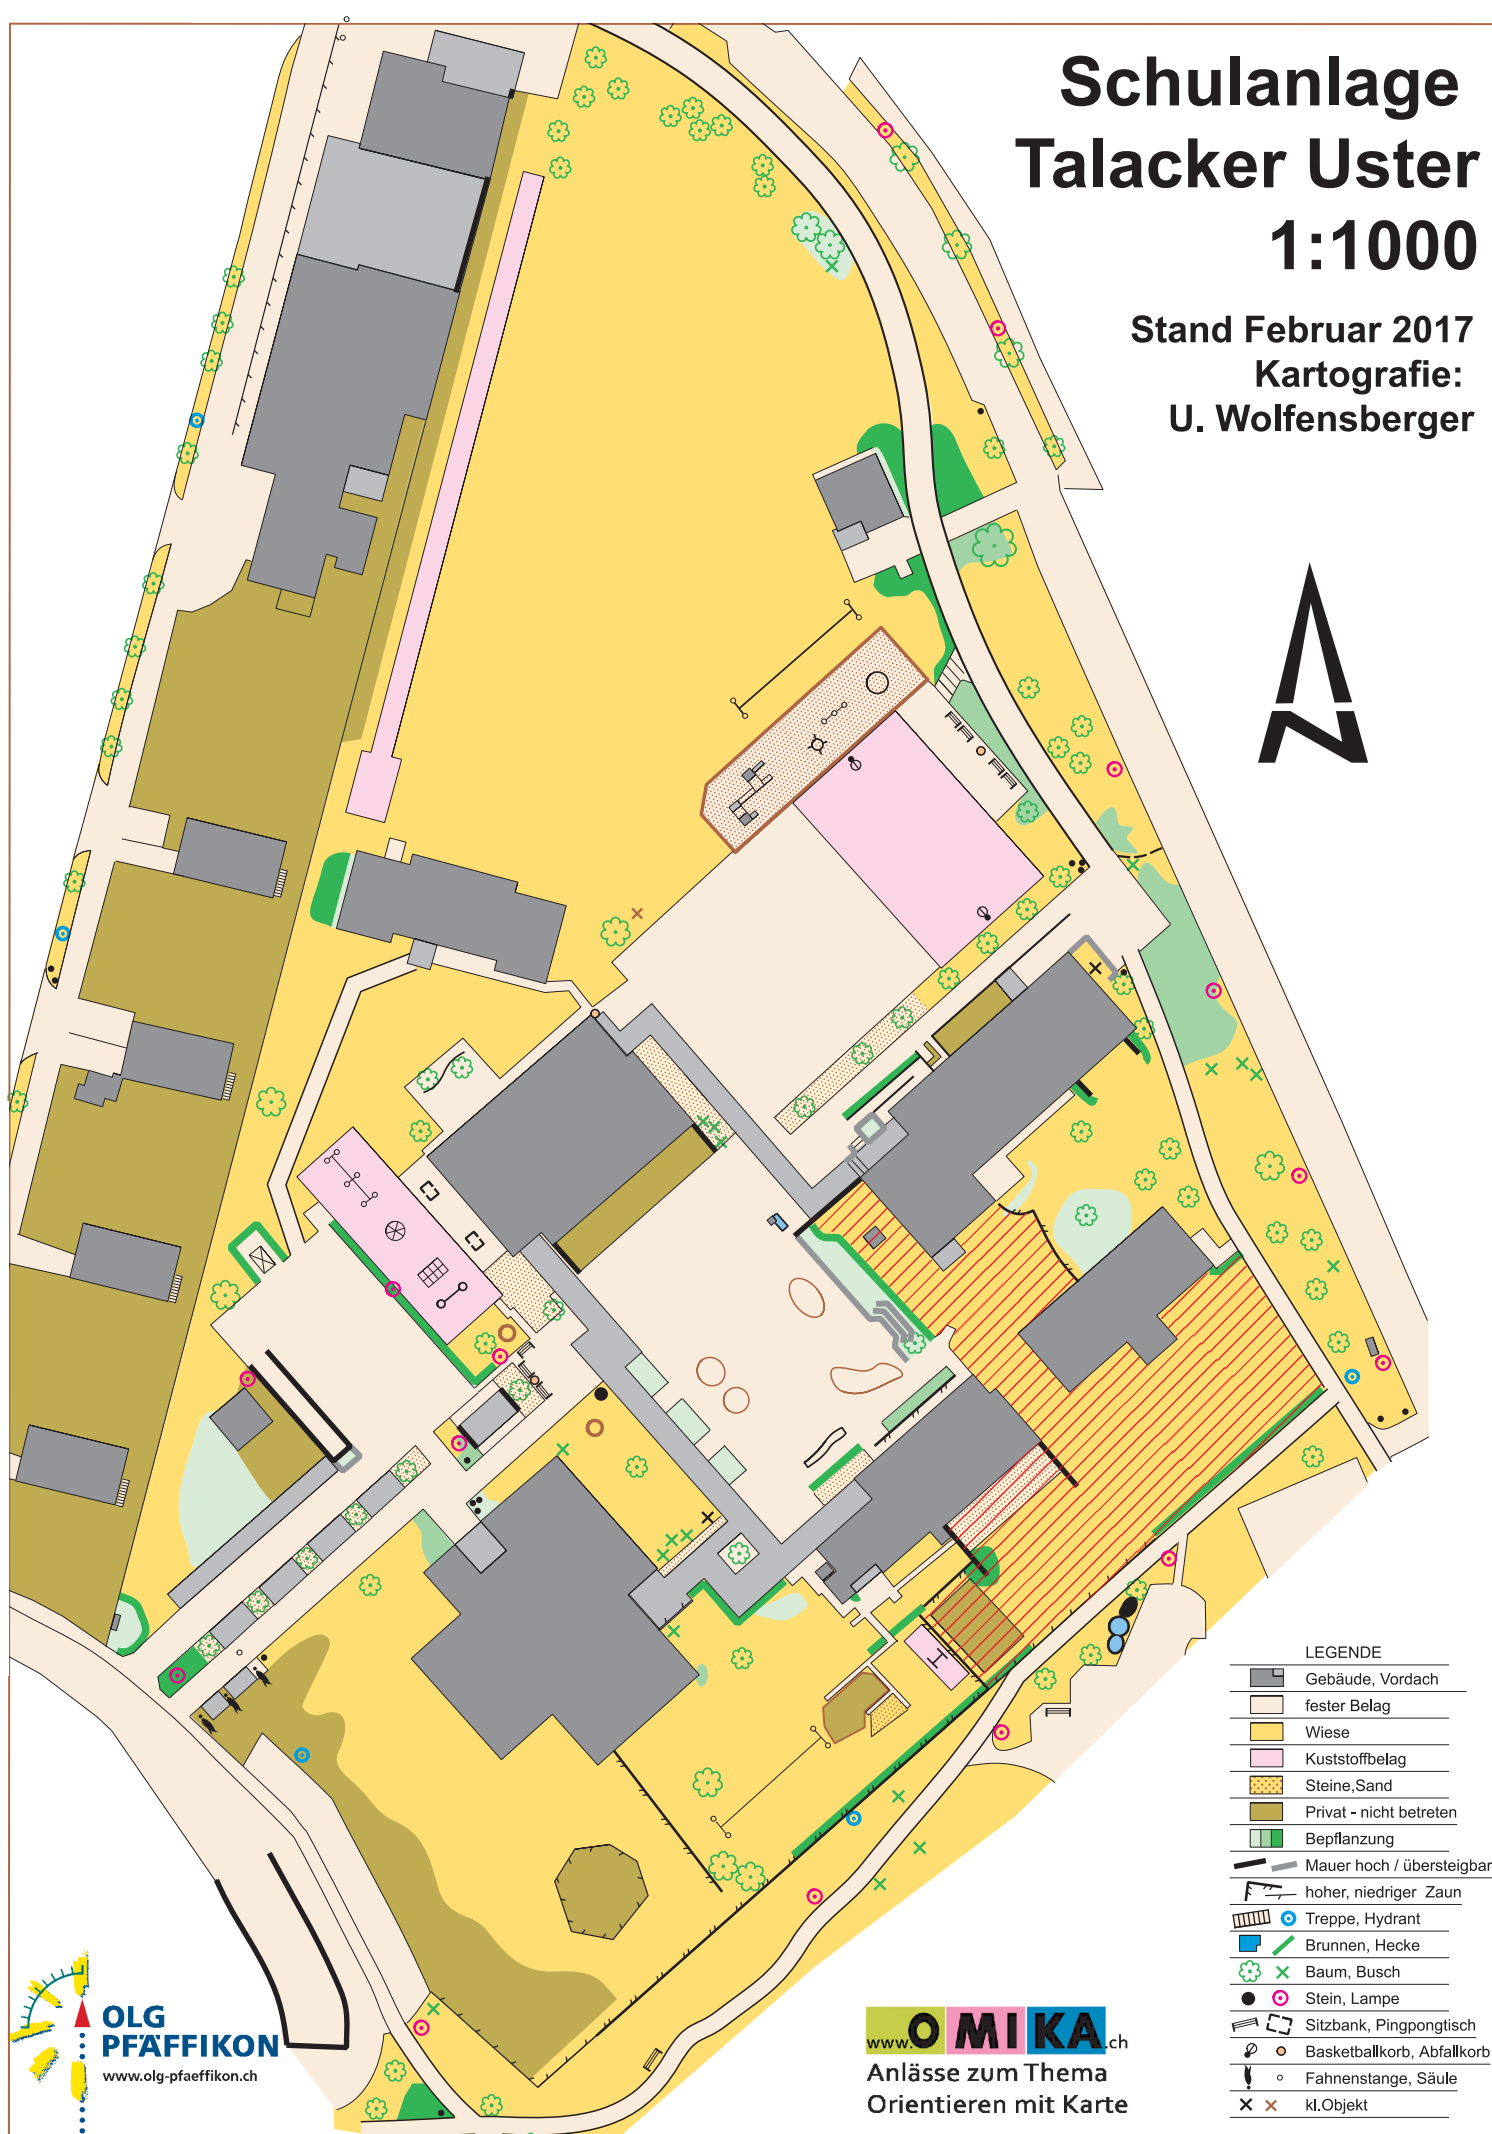 Schulanlage
Talacker Uster
1:1000
Stand Februar 2017
Kartografie:
U. Wolfensberger
LEGENDE
Gebäude, Vordach
fester Belag
Wiese
Kuststoffbelag
Steine,Sand
Privat - nicht betreten
Bepflanzung
Mauer hoch / übersteigbar
hoher, niedriger Zaun
Treppe, Hydrant
Brunnen, Hecke
Baum, Busch
Stein, Lampe
Sitzbank, Pingpongtisch
Basketballkorb, Abfallkorb
Fahnenstange, Säule
kl.Objekt
OLG
PFÄFFIKON
www.olg-pfaeffikon.ch
www.OMIKA.ch
Anlässe zum Thema
Orientieren mit Karte